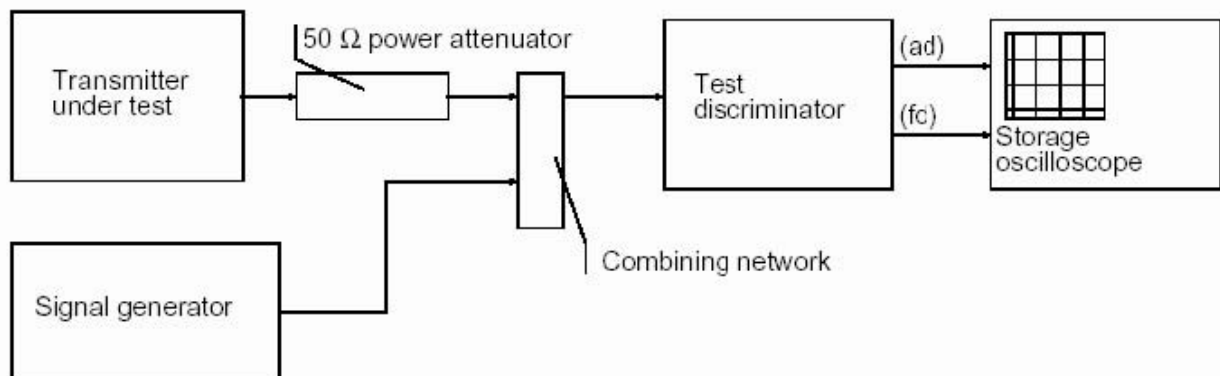 50 Ω power attenuator
Transmitter
under test
Test
discriminator
(ad)
(fc)
Storage
oscilloscope
Combining network
Signal generator